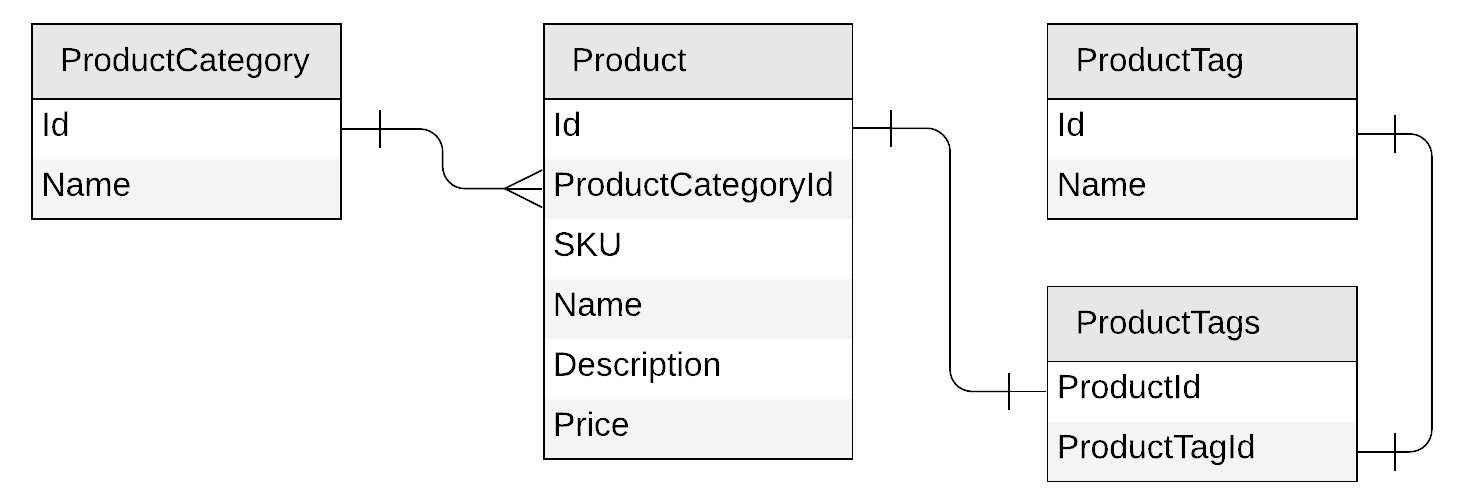 ProductCategory
Id
Name
Product
Id
ProductCategoryId
SKU
Name
Description
Price
ProductTag
Id
Name
ProductTags
ProductId
ProductTagId